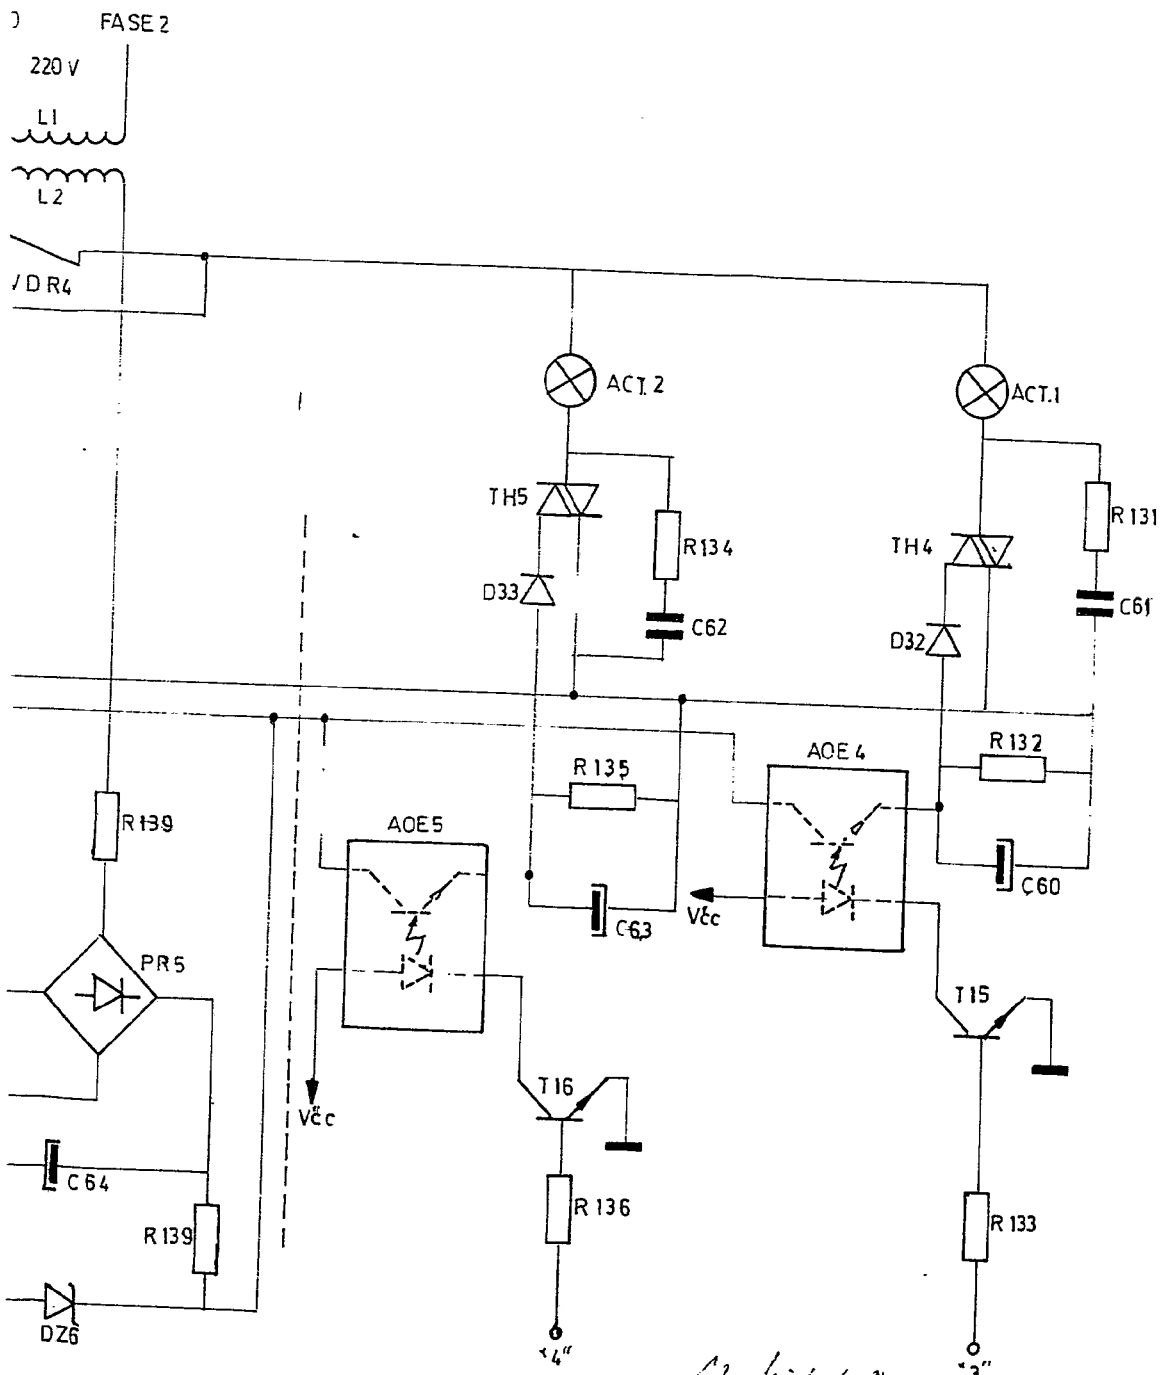 FASE 2
220 V
L1
L2
VDR4
ACT. 2
ACT.1
TH5
R134
R131
TH4
D33
C62
C61
D32
R132
AOE 4
R135
R139
AOE5
C60
C63
Vcc
PR5
T15
T16
Vcc
C64
R136
R139
R133
DZ6
"4"
"3"